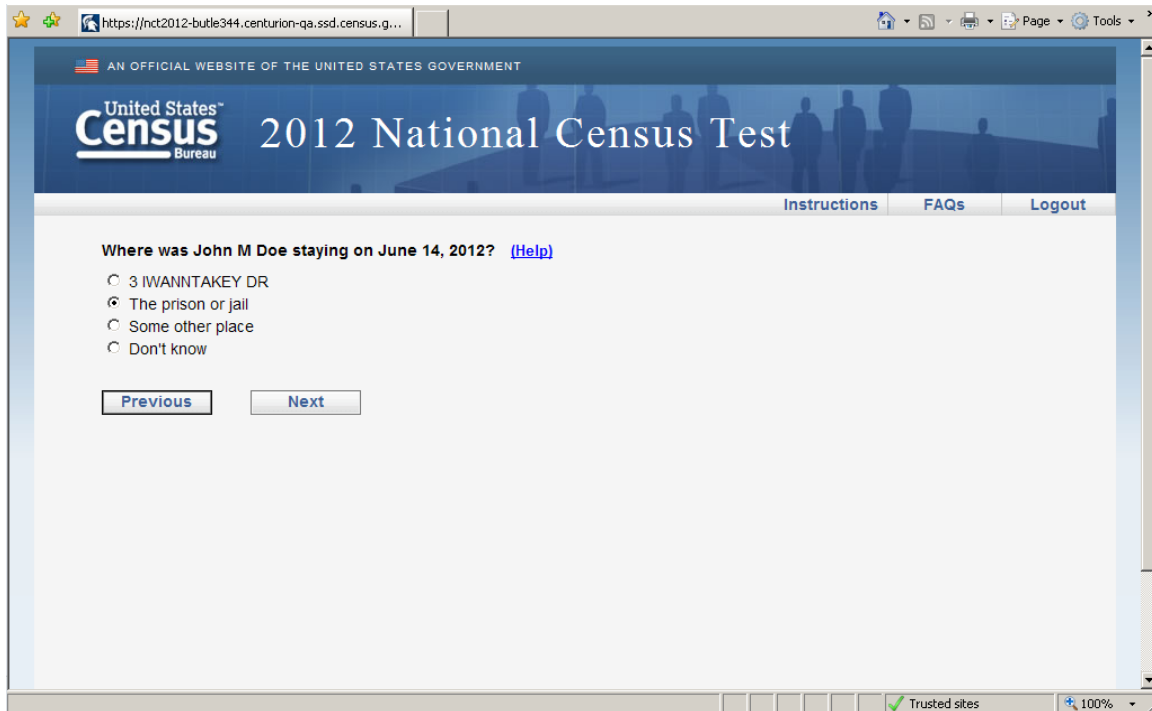 https://nct2012-butle344.centurion-qa.ssd.census.g...
Page
Tools
AN OFFICIAL WEBSITE OF THE UNITED STATES GOVERNMENT
United States™
Census
Bureau
2012 National Census Test
Instructions FAQs Logout
Where was John M Doe staying on June 14, 2012? (Help)
3 IWANNTAKEY DR
The prison or jail
Some other place
Don't know
Previous Next
Trusted sites 100%